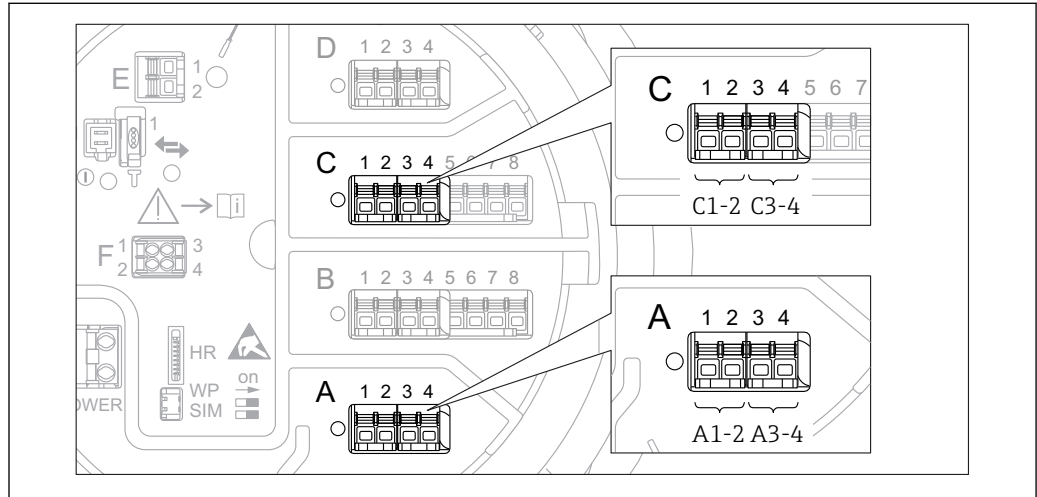 D 1 2 3 4
E 1
2
1
C 1 2 3 4 5 6 7 8
C 1 2 3 4 5 6 7
C1-2 C3-4
i
F 1 3
2 4
B 1 2 3 4 5 6 7 8
A 1 2 3 4
A1-2 A3-4
HR
WP on
SIM
A 1 2 3 4